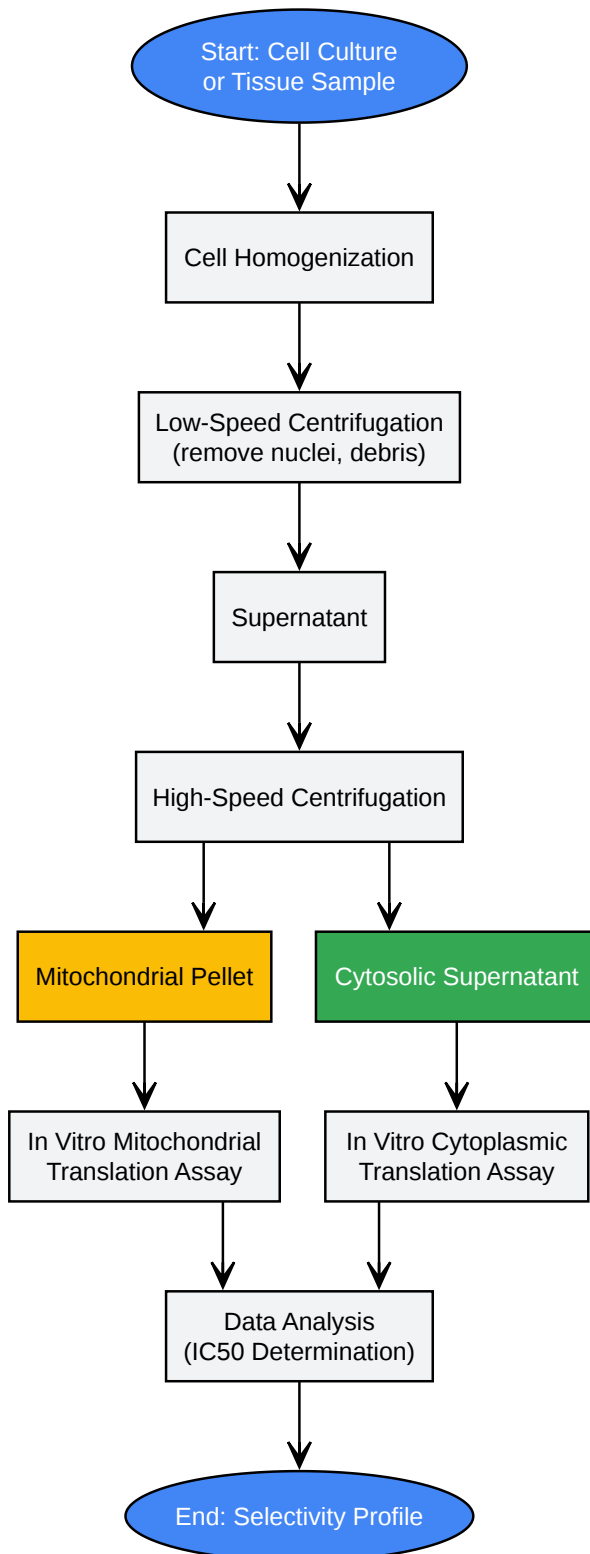 Start: Cell Culture
or Tissue Sample
Cell Homogenization
Low-Speed Centrifugation
(remove nuclei, debris)
Supernatant
High-Speed Centrifugation
Mitochondrial Pellet
Cytosolic Supernatant
In Vitro Mitochondrial
Translation Assay
In Vitro Cytoplasmic
Translation Assay
Data Analysis
(IC50 Determination)
End: Selectivity Profile